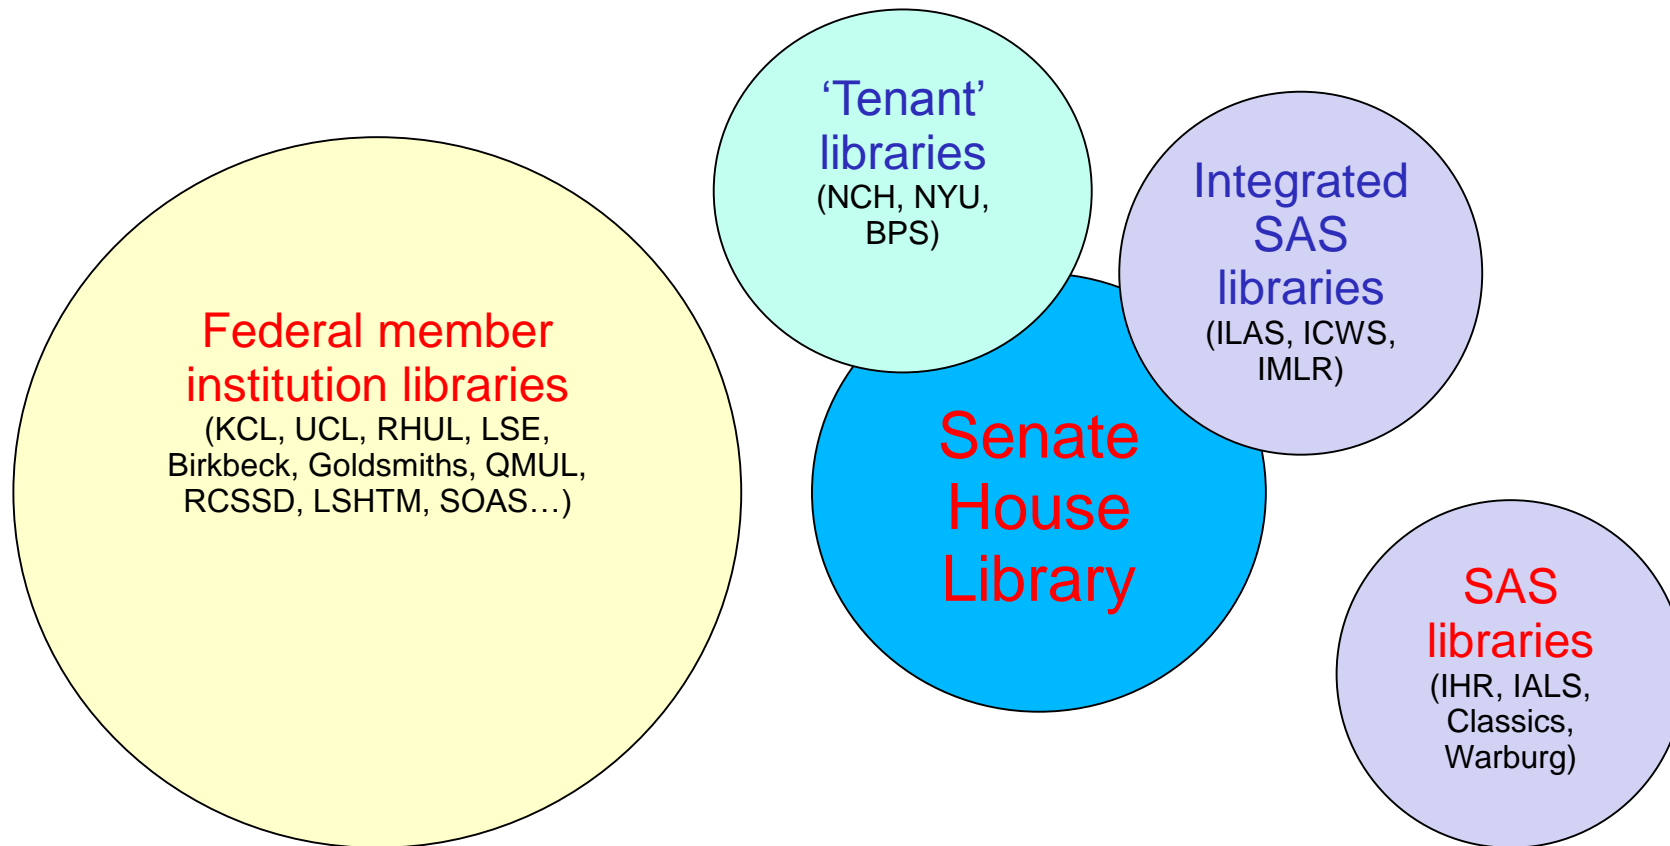 ‘Tenant’
libraries
(NCH, NYU,
BPS)
Integrated
SAS
libraries
(ILAS, ICWS,
IMLR)
Federal member
institution libraries
(KCL, UCL, RHUL, LSE,
Birkbeck, Goldsmiths, QMUL,
RCSSD, LSHTM, SOAS…)
Senate
House
Library
SAS
libraries
(IHR, IALS,
Classics,
Warburg)